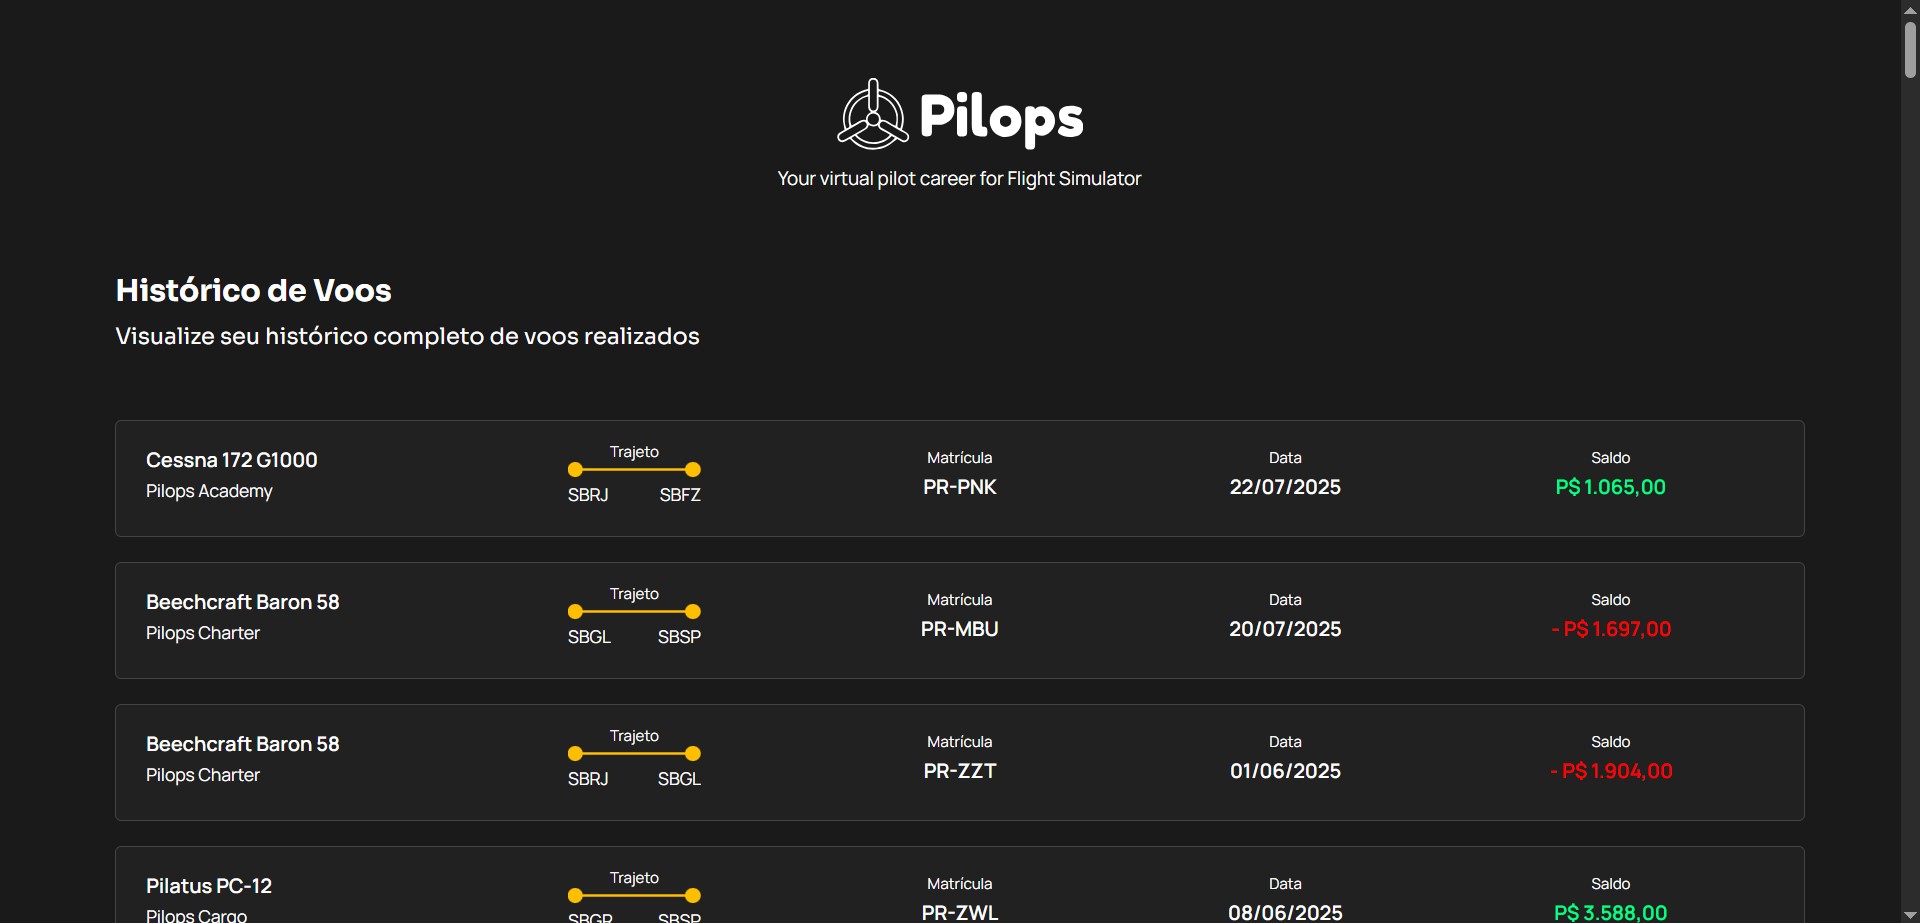 Pilops
Your virtual pilot career for Flight Simulator
Histórico de Voos
Visualize seu histórico completo de voos realizados
Cessna 172 G1000
Pilops Academy
Trajeto
SBRJ SBFZ
Matrícula
PR-PNK
Data
22/07/2025
Saldo
P$ 1.065,00
Beechcraft Baron 58
Pilops Charter
Trajeto
SBGL SBSP
Matrícula
PR-MBU
Data
20/07/2025
Saldo
- P$ 1.697,00
Beechcraft Baron 58
Pilops Charter
Trajeto
SBRJ SBGL
Matrícula
PR-ZZT
Data
01/06/2025
Saldo
- P$ 1.904,00
Pilatus PC-12
Pilops Cargo
Trajeto
SBGR SBSP
Matrícula
PR-ZWL
Data
08/06/2025
Saldo
P$ 3.588,00